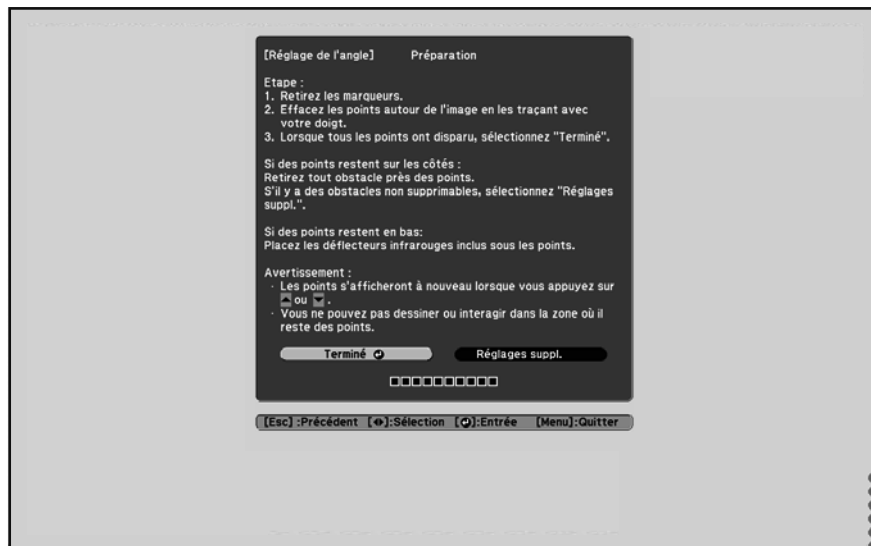 [Réglage de l'angle] Préparation
Etape :
1. Retirez les marqueurs.
2. Effacez les points autour de l'image en les traçant avec
votre doigt.
3. Lorsque tous les points ont disparu, sélectionnez "Terminé".
Si des points restent sur les côtés :
Retirez tout obstacle près des points.
S'il y a des obstacles non supprimables, sélectionnez "Réglages
suppl.".
Si des points restent en bas:
Placez les déflecteurs infrarouges inclus sous les points.
Avertissement :
· Les points s'afficheront à nouveau lorsque vous appuyez sur
ou .
· Vous ne pouvez pas dessiner ou interagir dans la zone où il
reste des points.
Terminé Réglages suppl.
[Esc] :Précédent [ ]:Sélection [ ]:Entrée [Menu]:Quitter